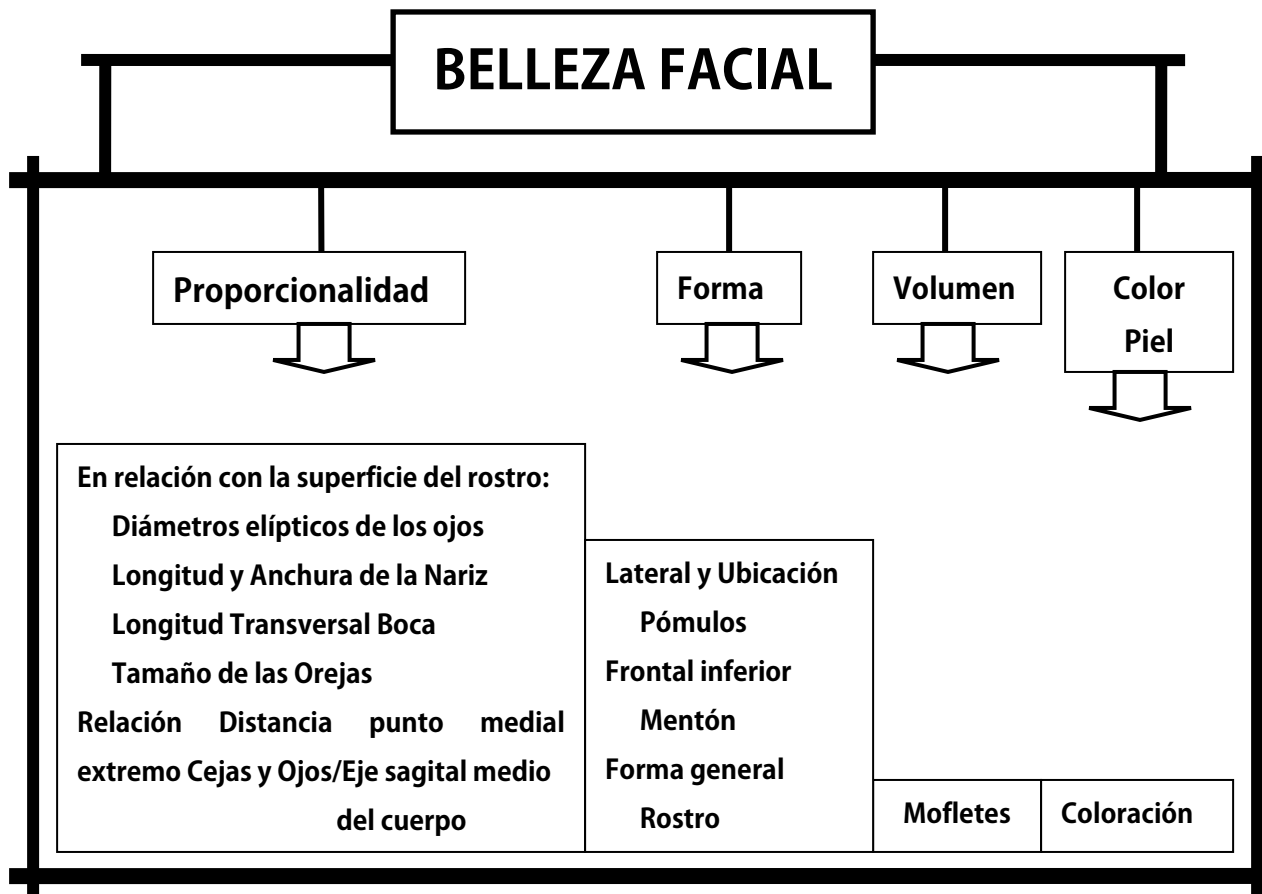 BELLEZA FACIAL
Proporcionalidad
Forma
Volumen
Color
Piel
En relación con la superficie del rostro:
Diámetros elípticos de los ojos
Longitud y Anchura de la Nariz
Longitud Transversal Boca
Tamaño de las Orejas
Relación Distancia punto medial
extremo Cejas y Ojos/Eje sagital medio
del cuerpo
Lateral y Ubicación
Pómulos
Frontal inferior
Mentón
Forma general
Rostro
Mofletes
Coloración